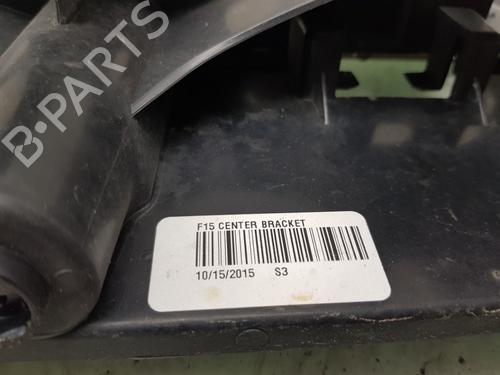 B-PARTS
F15 CENTER BRACKET
10/15/2015 S3